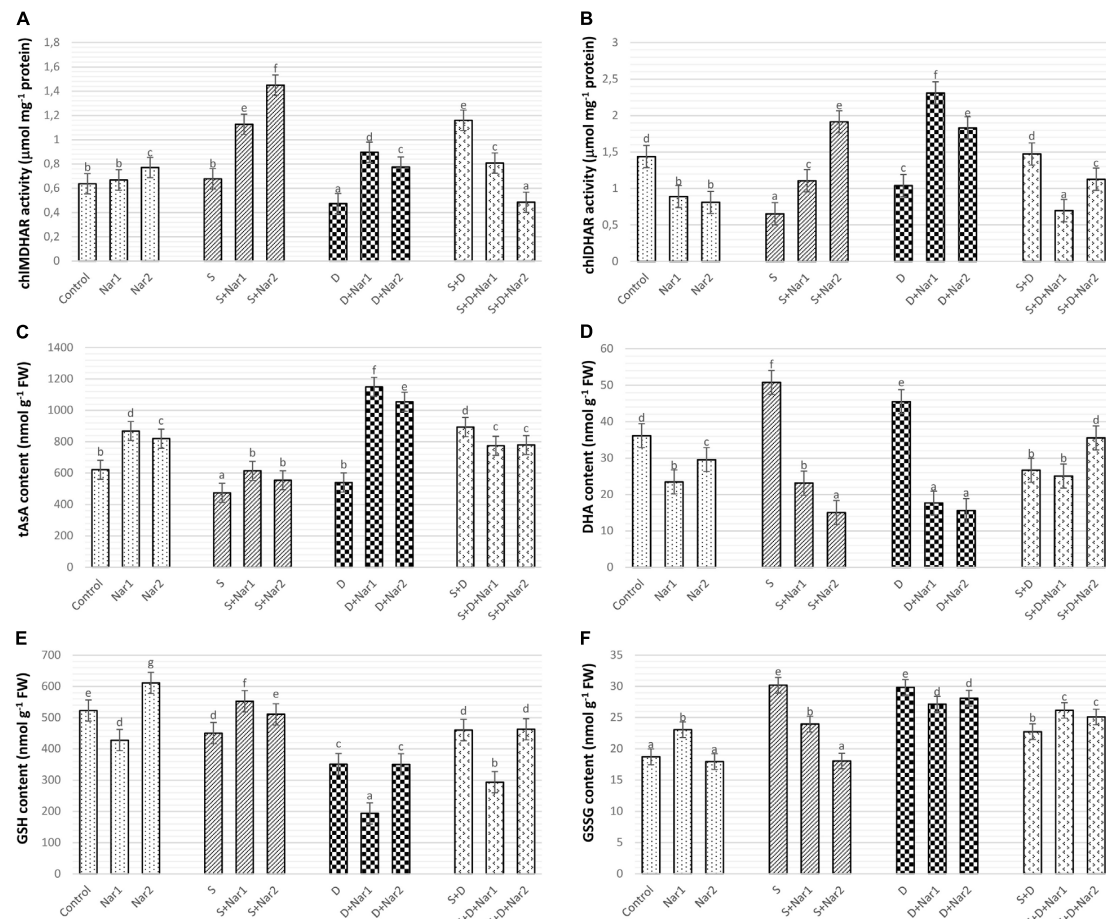 A
chlMDHAR activity (µmol mg⁻¹ protein)
1,8
1,6
1,4
1,2
1
0,8
0,6
0,4
0,2
0
b b c b e f a d c e c a
Control Nar1 Nar2 S S+Nar1 S+Nar2 D D+Nar1 D+Nar2 S+D S+D+Nar1 S+D+Nar2
B
chlDHAR activity (µmol mg⁻¹ protein)
3
2,5
2
1,5
1
0,5
0
d b b a c e c f e d a c
Control Nar1 Nar2 S S+Nar1 S+Nar2 D D+Nar1 D+Nar2 S+D S+D+Nar1 S+D+Nar2
C
tAsA content (nmol g⁻¹ FW)
1400
1200
1000
800
600
400
200
0
b d c a b b b f e d c c
Control Nar1 Nar2 S S+Nar1 S+Nar2 D D+Nar1 D+Nar2 S+D S+D+Nar1 S+D+Nar2
D
DHA content (nmol g⁻¹ FW)
60
50
40
30
20
10
0
d b c f b a e a a b b d
Control Nar1 Nar2 S S+Nar1 S+Nar2 D D+Nar1 D+Nar2 S+D S+D+Nar1 S+D+Nar2
E
GSH content (nmol g⁻¹ FW)
700
600
500
400
300
200
100
0
e d g d f e c a c d b d
Control Nar1 Nar2 S S+Nar1 S+Nar2 D D+Nar1 D+Nar2 S+D S+D+Nar1 S+D+Nar2
F
GSSG content (nmol g⁻¹ FW)
35
30
25
20
15
10
5
0
a b a e b a e d d b c c
Control Nar1 Nar2 S S+Nar1 S+Nar2 D D+Nar1 D+Nar2 S+D S+D+Nar1 S+D+Nar2